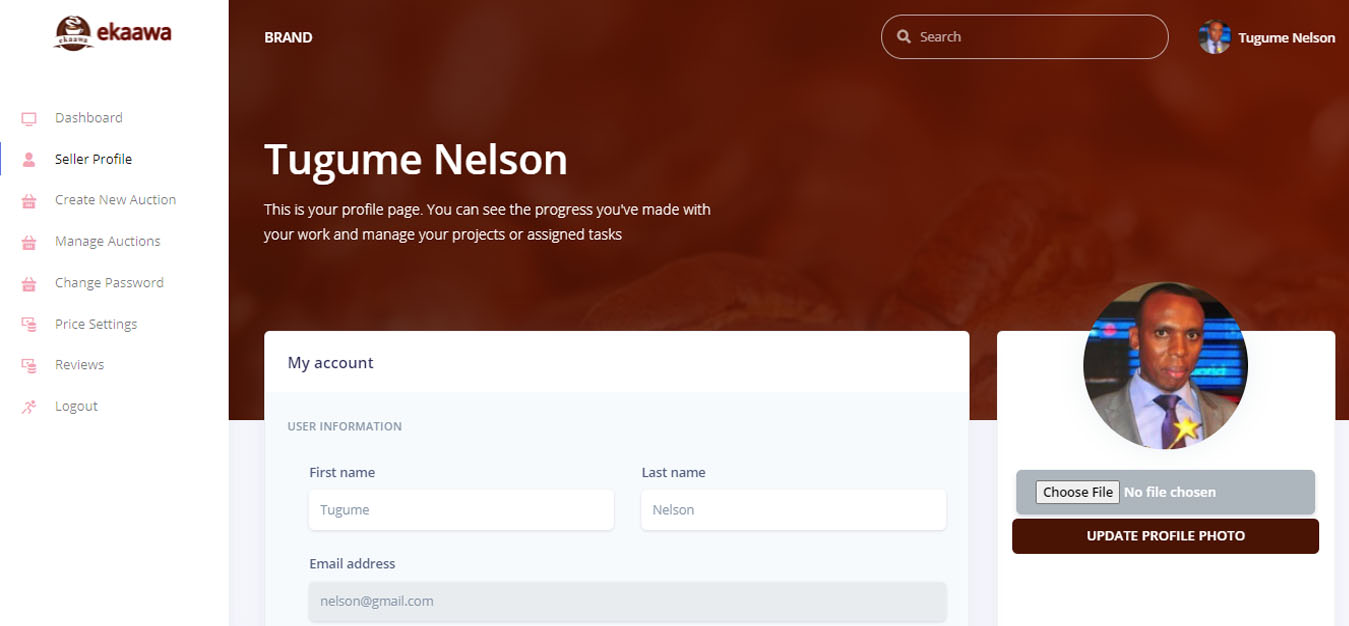 ekaawa
ekaawa
BRAND
Search
Tugume Nelson
Dashboard
Seller Profile
Create New Auction
Manage Auctions
Change Password
Price Settings
Reviews
Logout
Tugume Nelson
This is your profile page. You can see the progress you've made with
your work and manage your projects or assigned tasks
My account
USER INFORMATION
First name
Last name
Tugume
Nelson
Email address
nelson@gmail.com
Choose File No file chosen
UPDATE PROFILE PHOTO